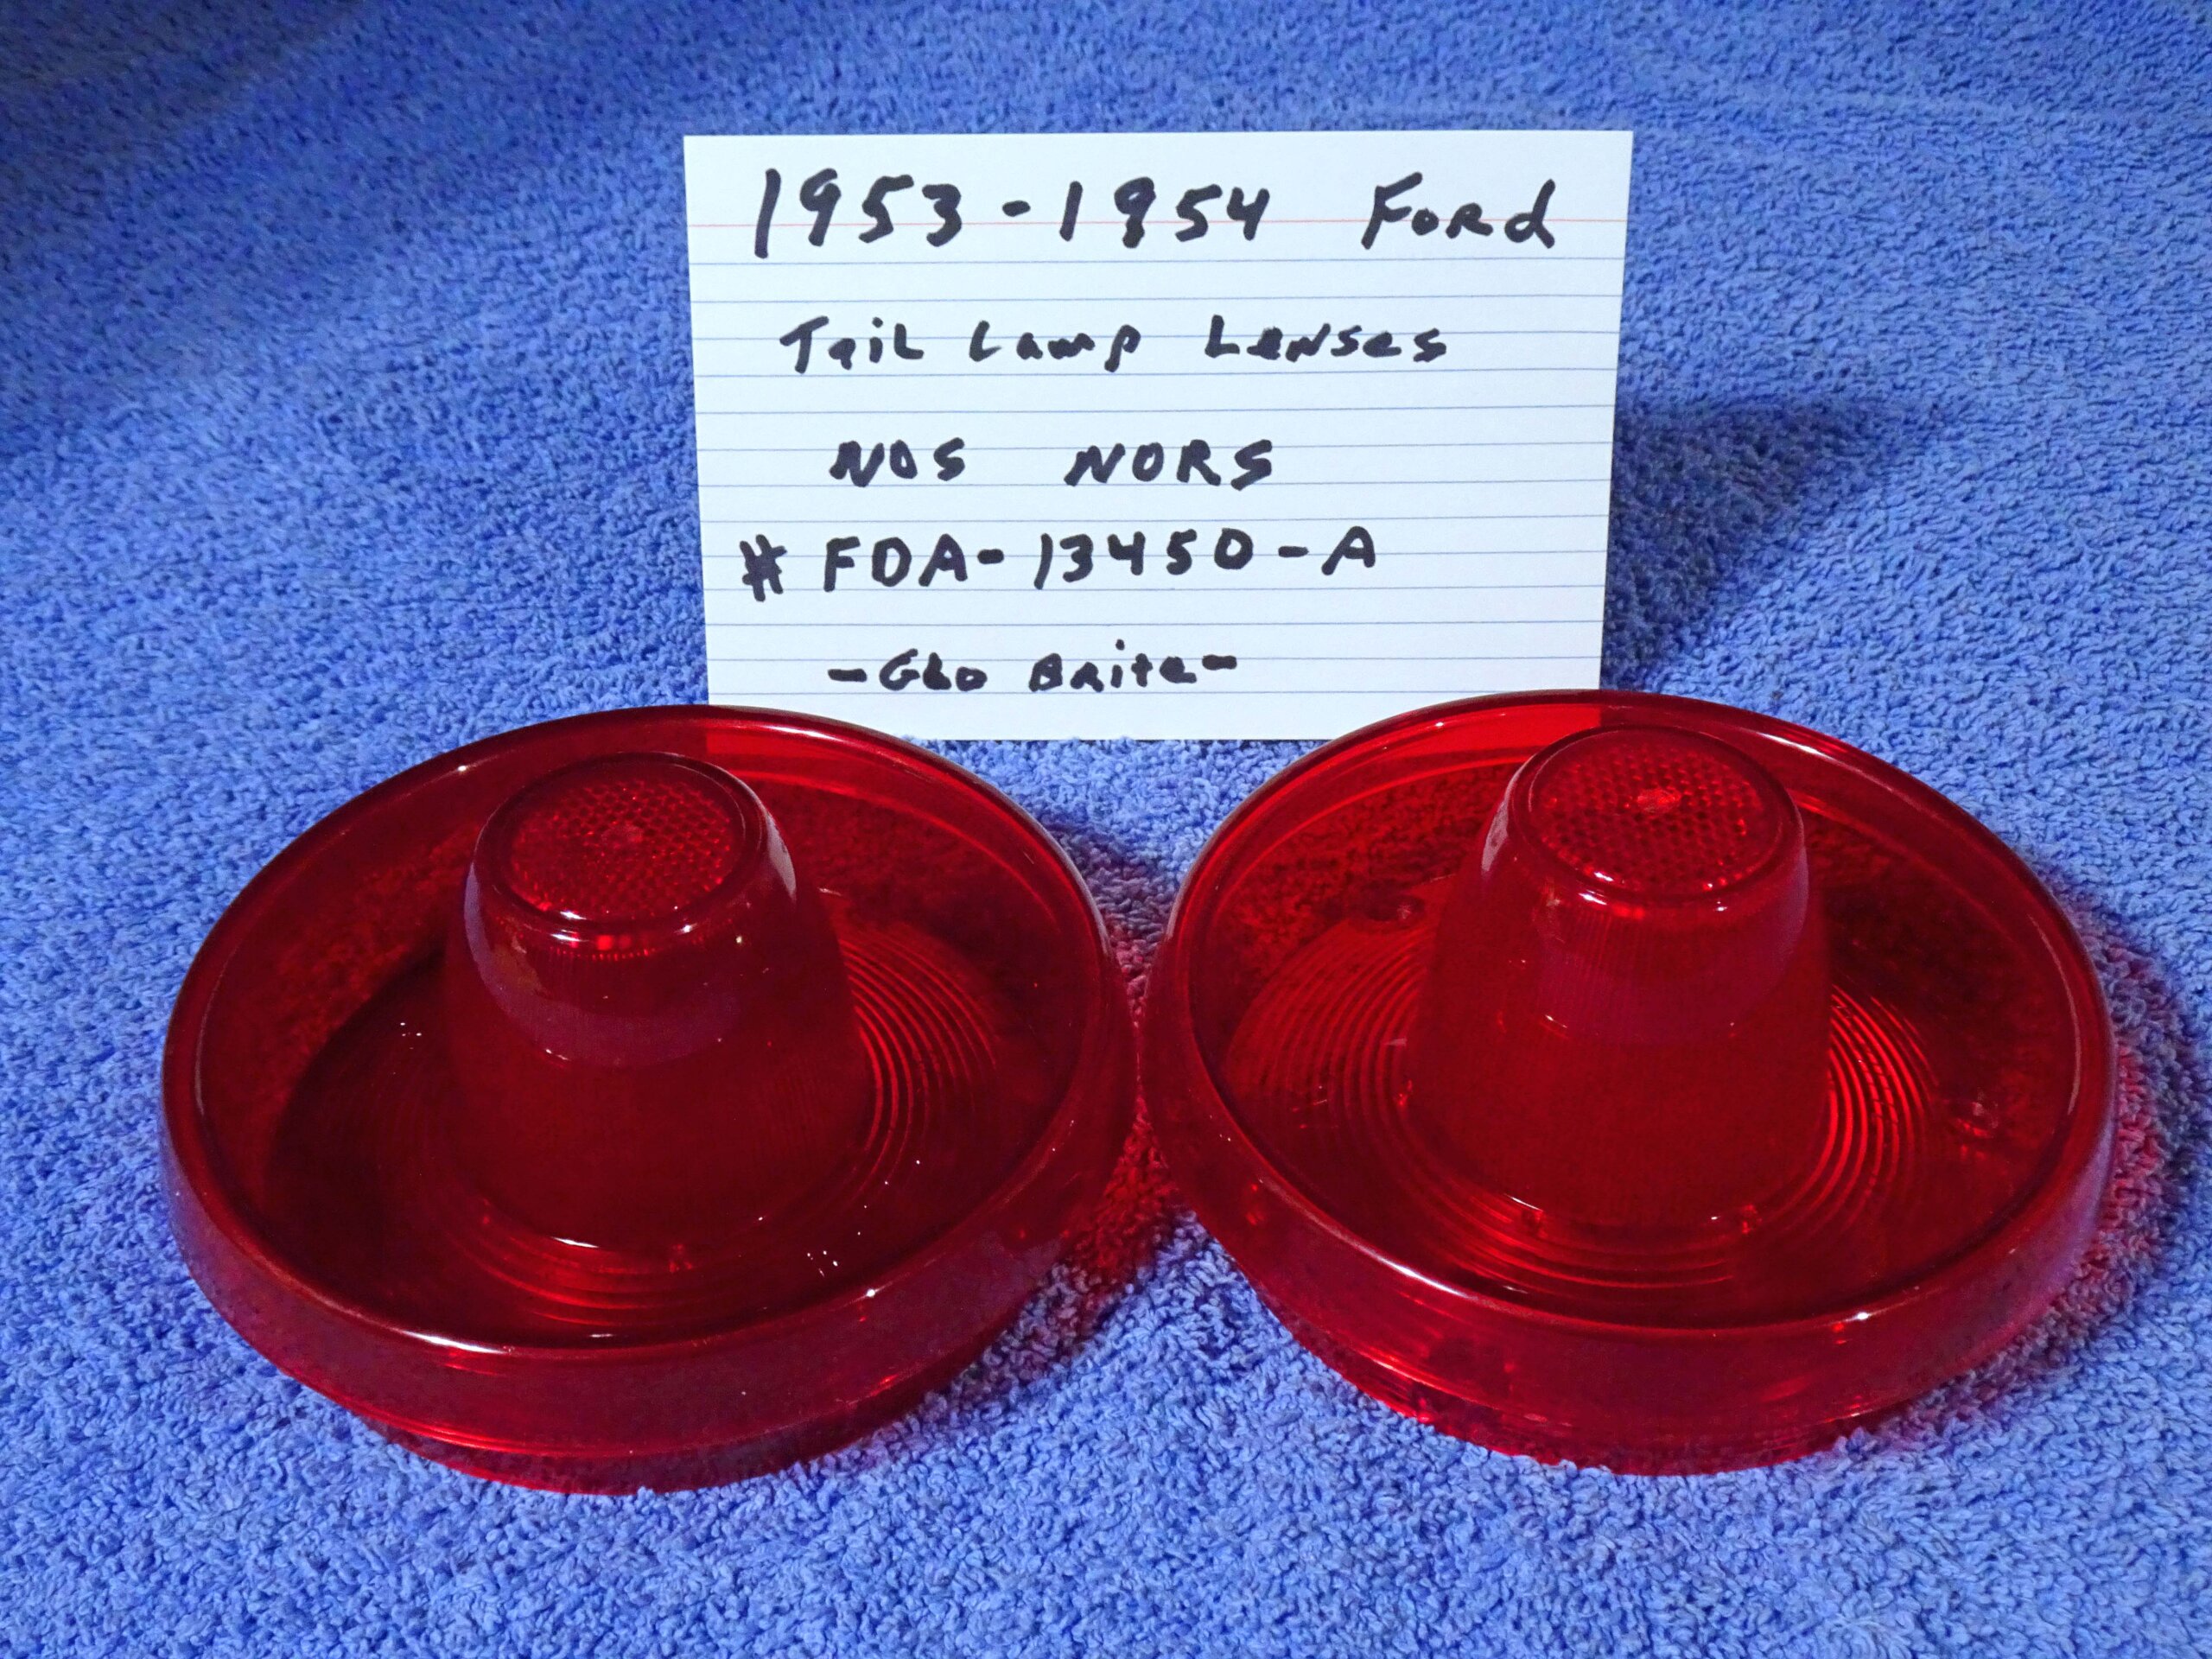 1953-1954 Ford
Tail Lamp Lenses
NOS NORS
# FDA-13450-A
-Glo Brite-